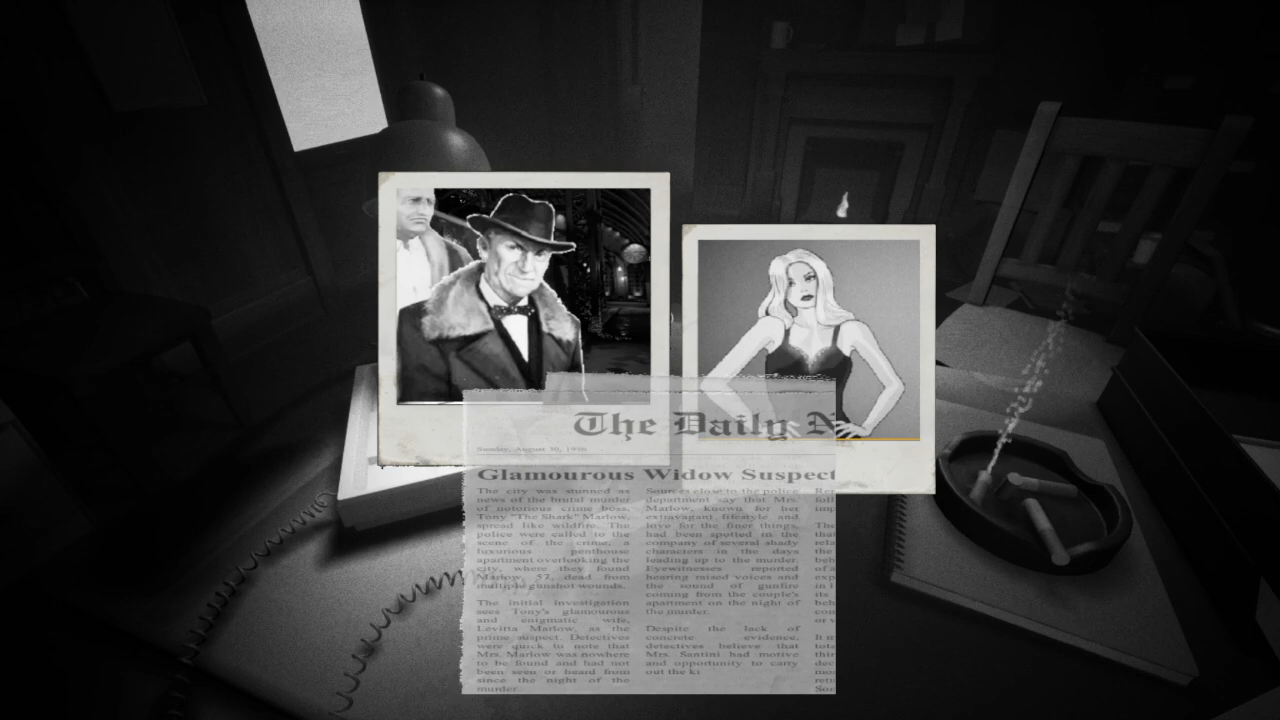 The Daily N
Sunday, August 30, 1936
Glamourous Widow Suspect
The city was stunned as
news of the brutal murder
of notorious crime boss,
Tony "The Shark" Marlow,
spread like wildfire. The
police were called to the
scene of the crime, a
luxurious penthouse
apartment overlooking the
city, where they found
Marlow, 57, dead from
multiple gunshot wounds.
The initial investigation
sees Tony's glamourous
and enigmatic wife,
Levitta Marlow, as the
prime suspect. Detectives
were quick to note that
Mrs. Marlow was nowhere
to be found and had not
been seen or heard from
since the night of the
murder.
Sources close to the police
department say that Mrs.
Marlow, known for her
extravagant lifestyle and
love for the finer things,
had been spotted in the
company of several shady
characters in the days
leading up to the murder.
Eyewitnesses reported
hearing raised voices and
the sound of gunfire
coming from the couple's
apartment on the night of
the murder.
Despite the lack of
concrete evidence,
detectives believe that
Mrs. Santini had motive
and opportunity to carry
out the ki